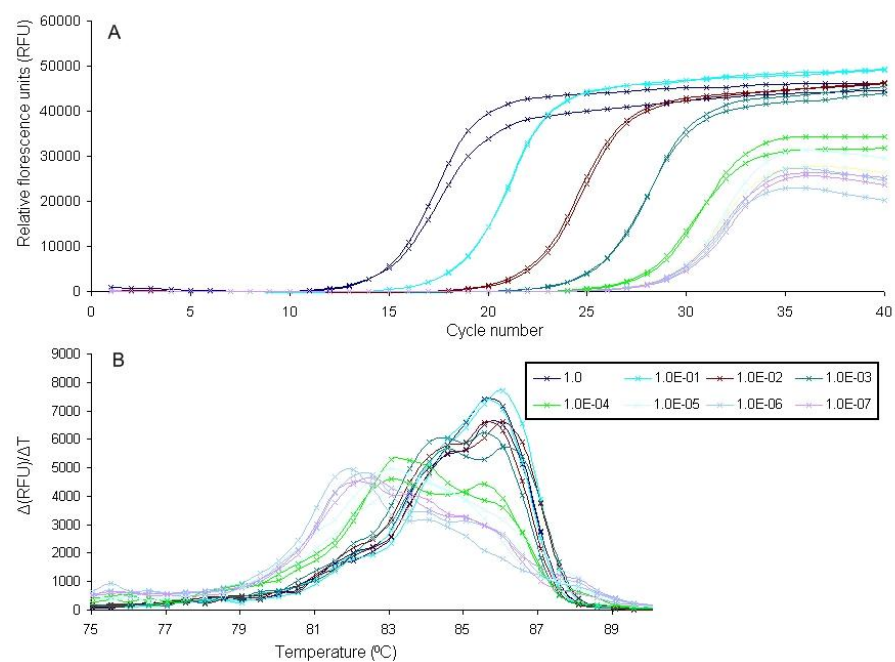 A
Relative florescence units (RFU)
60000
50000
40000
30000
20000
10000
0
0 5 10 15 20 25 30 35 40
Cycle number
B
Δ(RFU)/ΔT
9000
8000
7000
6000
5000
4000
3000
2000
1000
0
1.0 1.0E-01 1.0E-02 1.0E-03
1.0E-04 1.0E-05 1.0E-06 1.0E-07
75 77 79 81 83 85 87 89
Temperature (ºC)